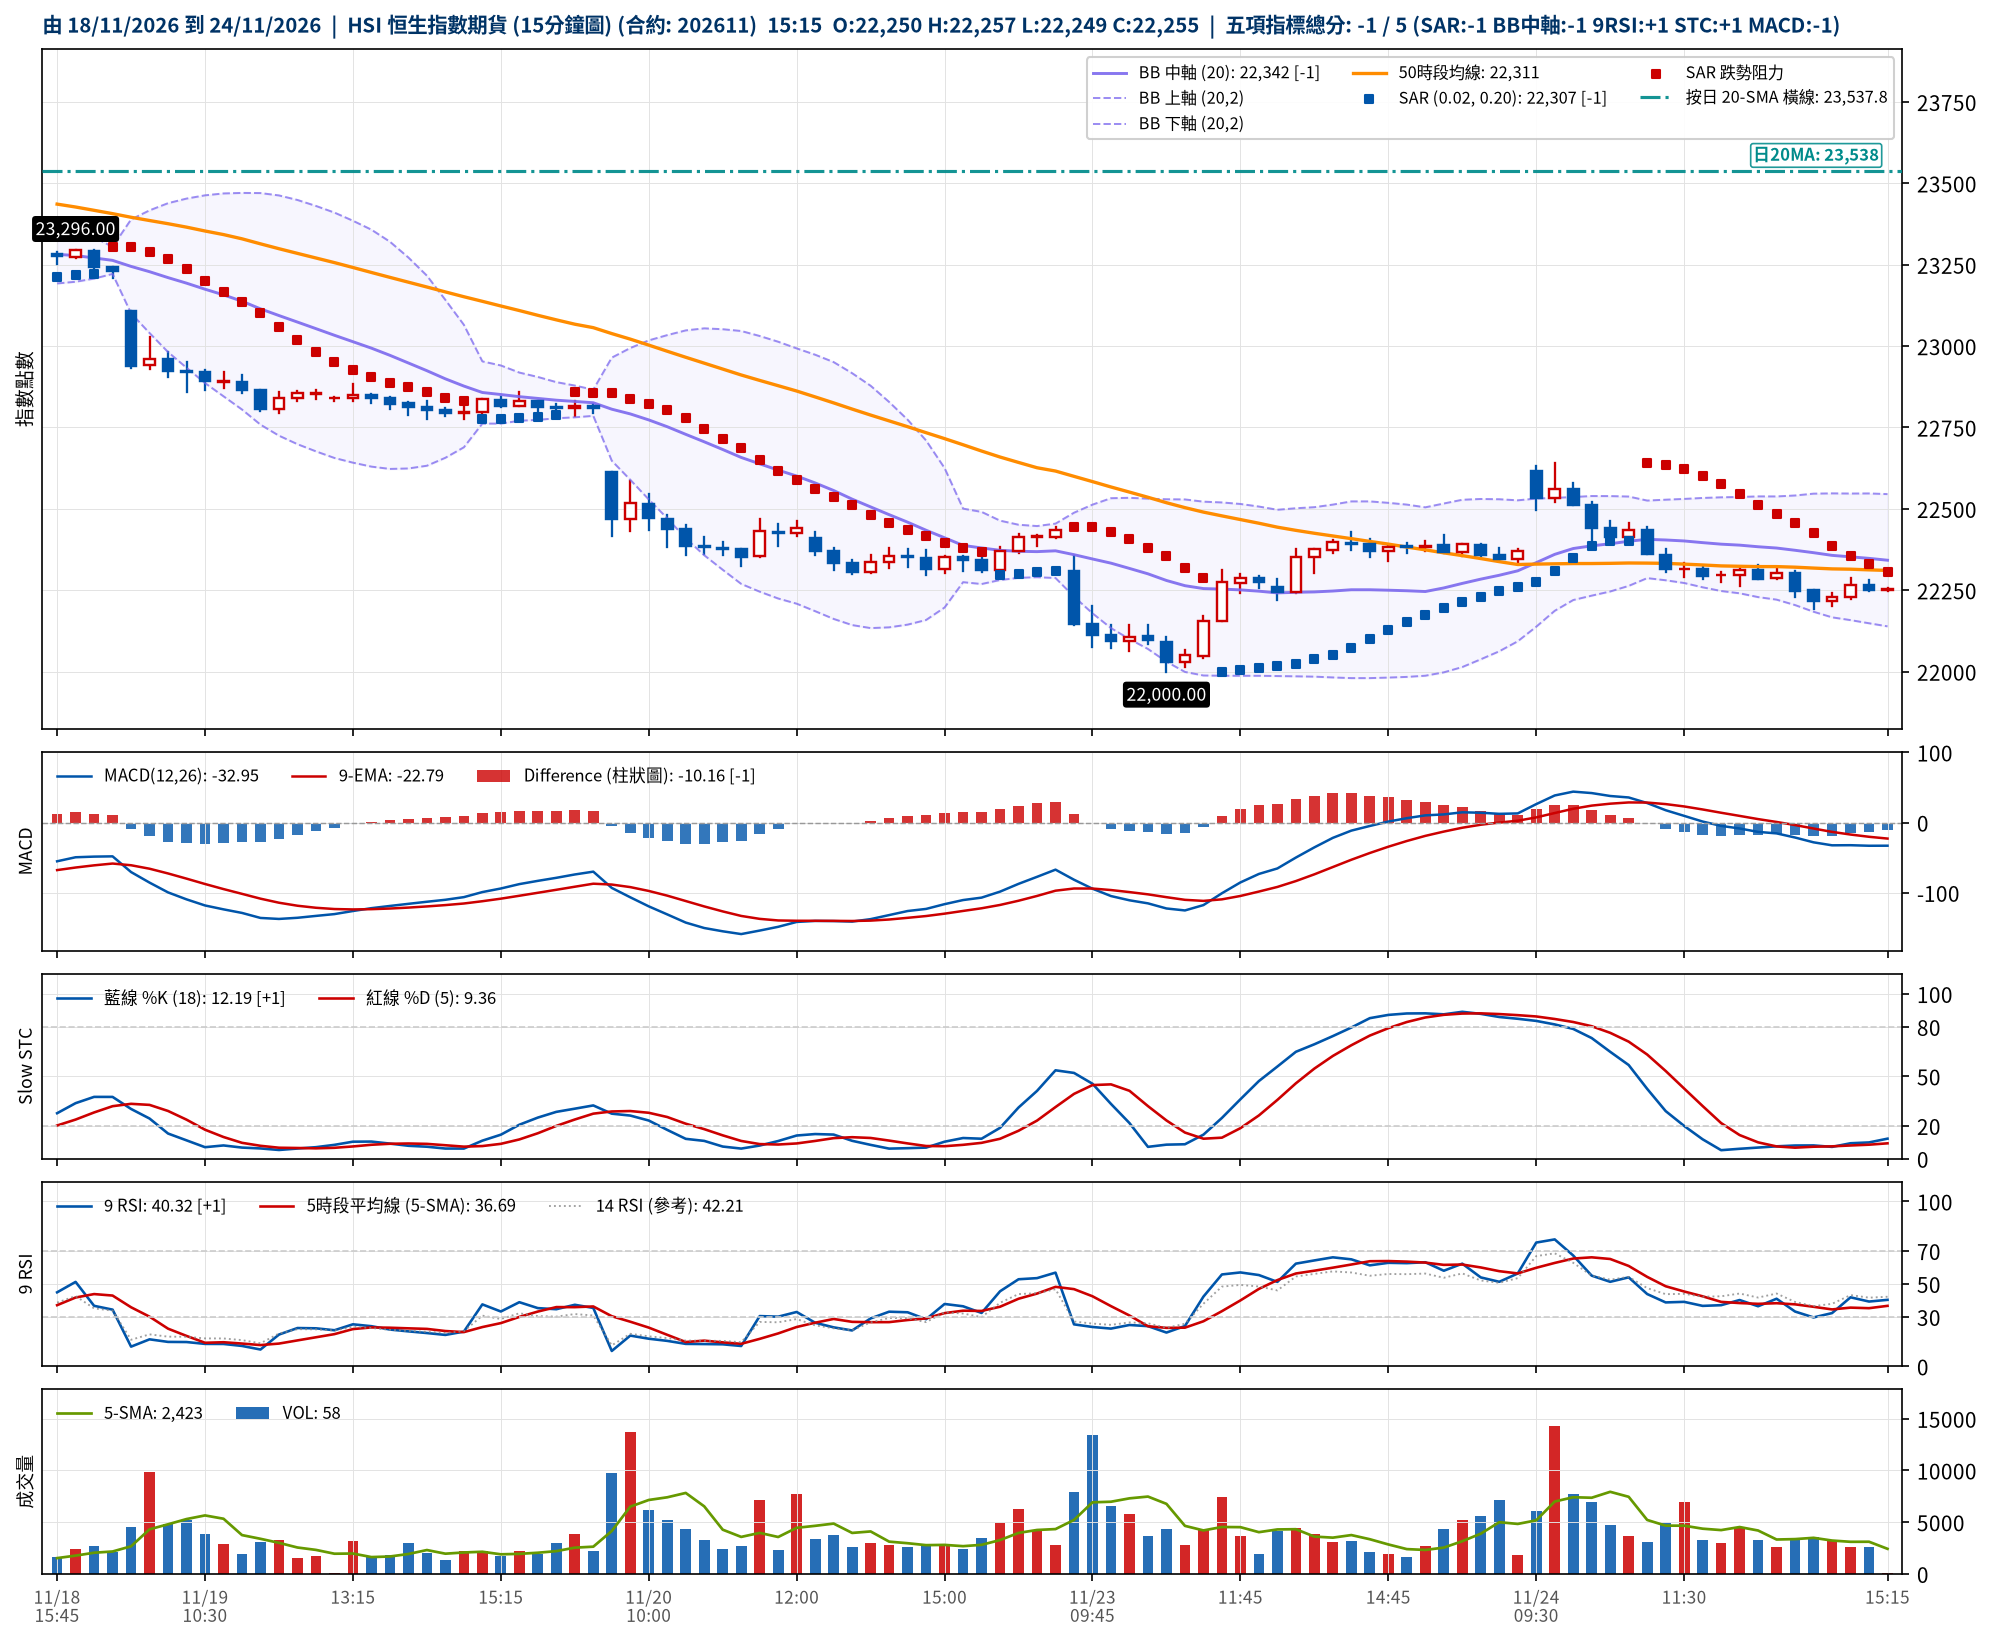 由 18/11/2026 到 24/11/2026 | HSI 恒生指數期貨 (15分鐘圖) (合約: 202611) 15:15 O:22,250 H:22,257 L:22,249 C:22,255 | 五項指標總分: -1 / 5 (SAR:-1 BB中軸:-1 9RSI:+1 STC:+1 MACD:-1)
BB 中軸 (20): 22,342 [-1]
BB 上軸 (20,2)
BB 下軸 (20,2)
50時段均線: 22,311
SAR (0.02, 0.20): 22,307 [-1]
SAR 跌勢阻力
按日 20-SMA 橫線: 23,537.8
日20MA: 23,538
23,296.00
22,000.00
指數點數
23750
23500
23250
23000
22750
22500
22250
22000
MACD(12,26): -32.95
9-EMA: -22.79
Difference (柱狀圖): -10.16 [-1]
MACD
100
0
-100
藍線 %K (18): 12.19 [+1]
紅線 %D (5): 9.36
Slow STC
100
80
50
20
0
9 RSI: 40.32 [+1]
5時段平均線 (5-SMA): 36.69
14 RSI (參考): 42.21
9 RSI
100
70
50
30
0
5-SMA: 2,423
VOL: 58
成交量
15000
10000
5000
0
11/18
15:45
11/19
10:30
13:15
15:15
11/20
10:00
12:00
15:00
11/23
09:45
11:45
14:45
11/24
09:30
11:30
15:15